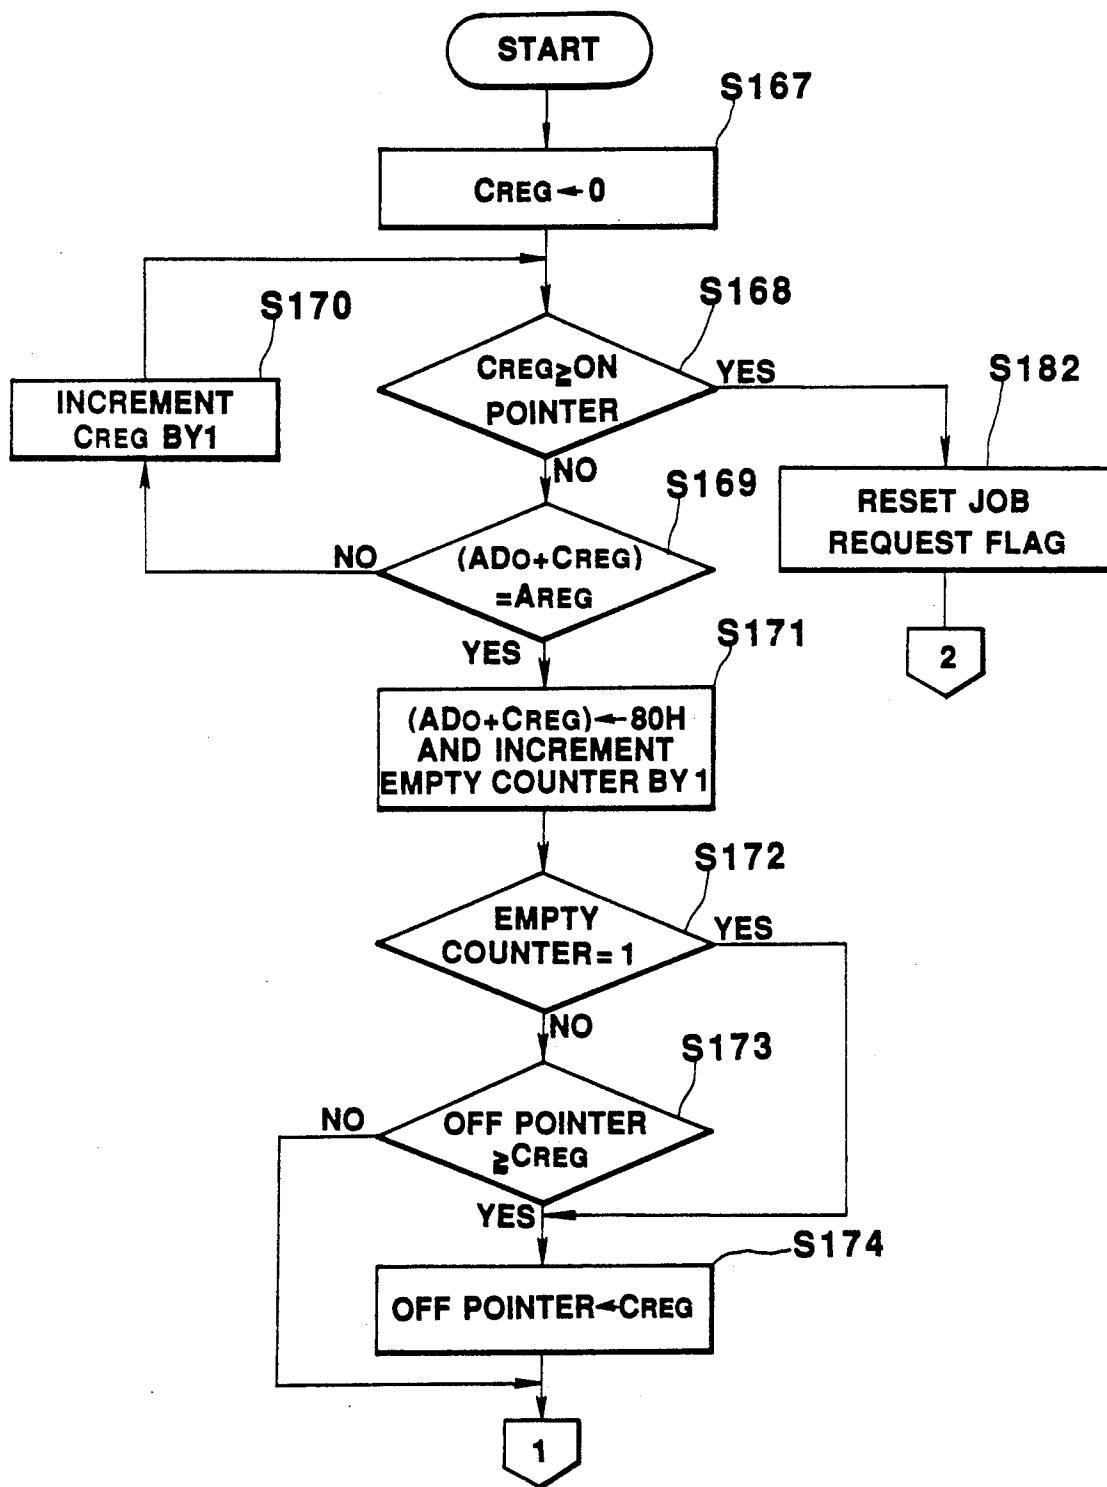 START
S167
CREG←0
S170
S168
INCREMENT
CREG BY1
CREG≧ON
POINTER
YES
S182
NO
S169
RESET JOB
REQUEST FLAG
NO
(ADO+CREG)
=AREG
YES
S171
2
(ADO+CREG)←80H
AND INCREMENT
EMPTY COUNTER BY 1
S172
EMPTY
COUNTER=1
YES
NO
S173
NO
OFF POINTER
≧CREG
YES
S174
OFF POINTER←CREG
1